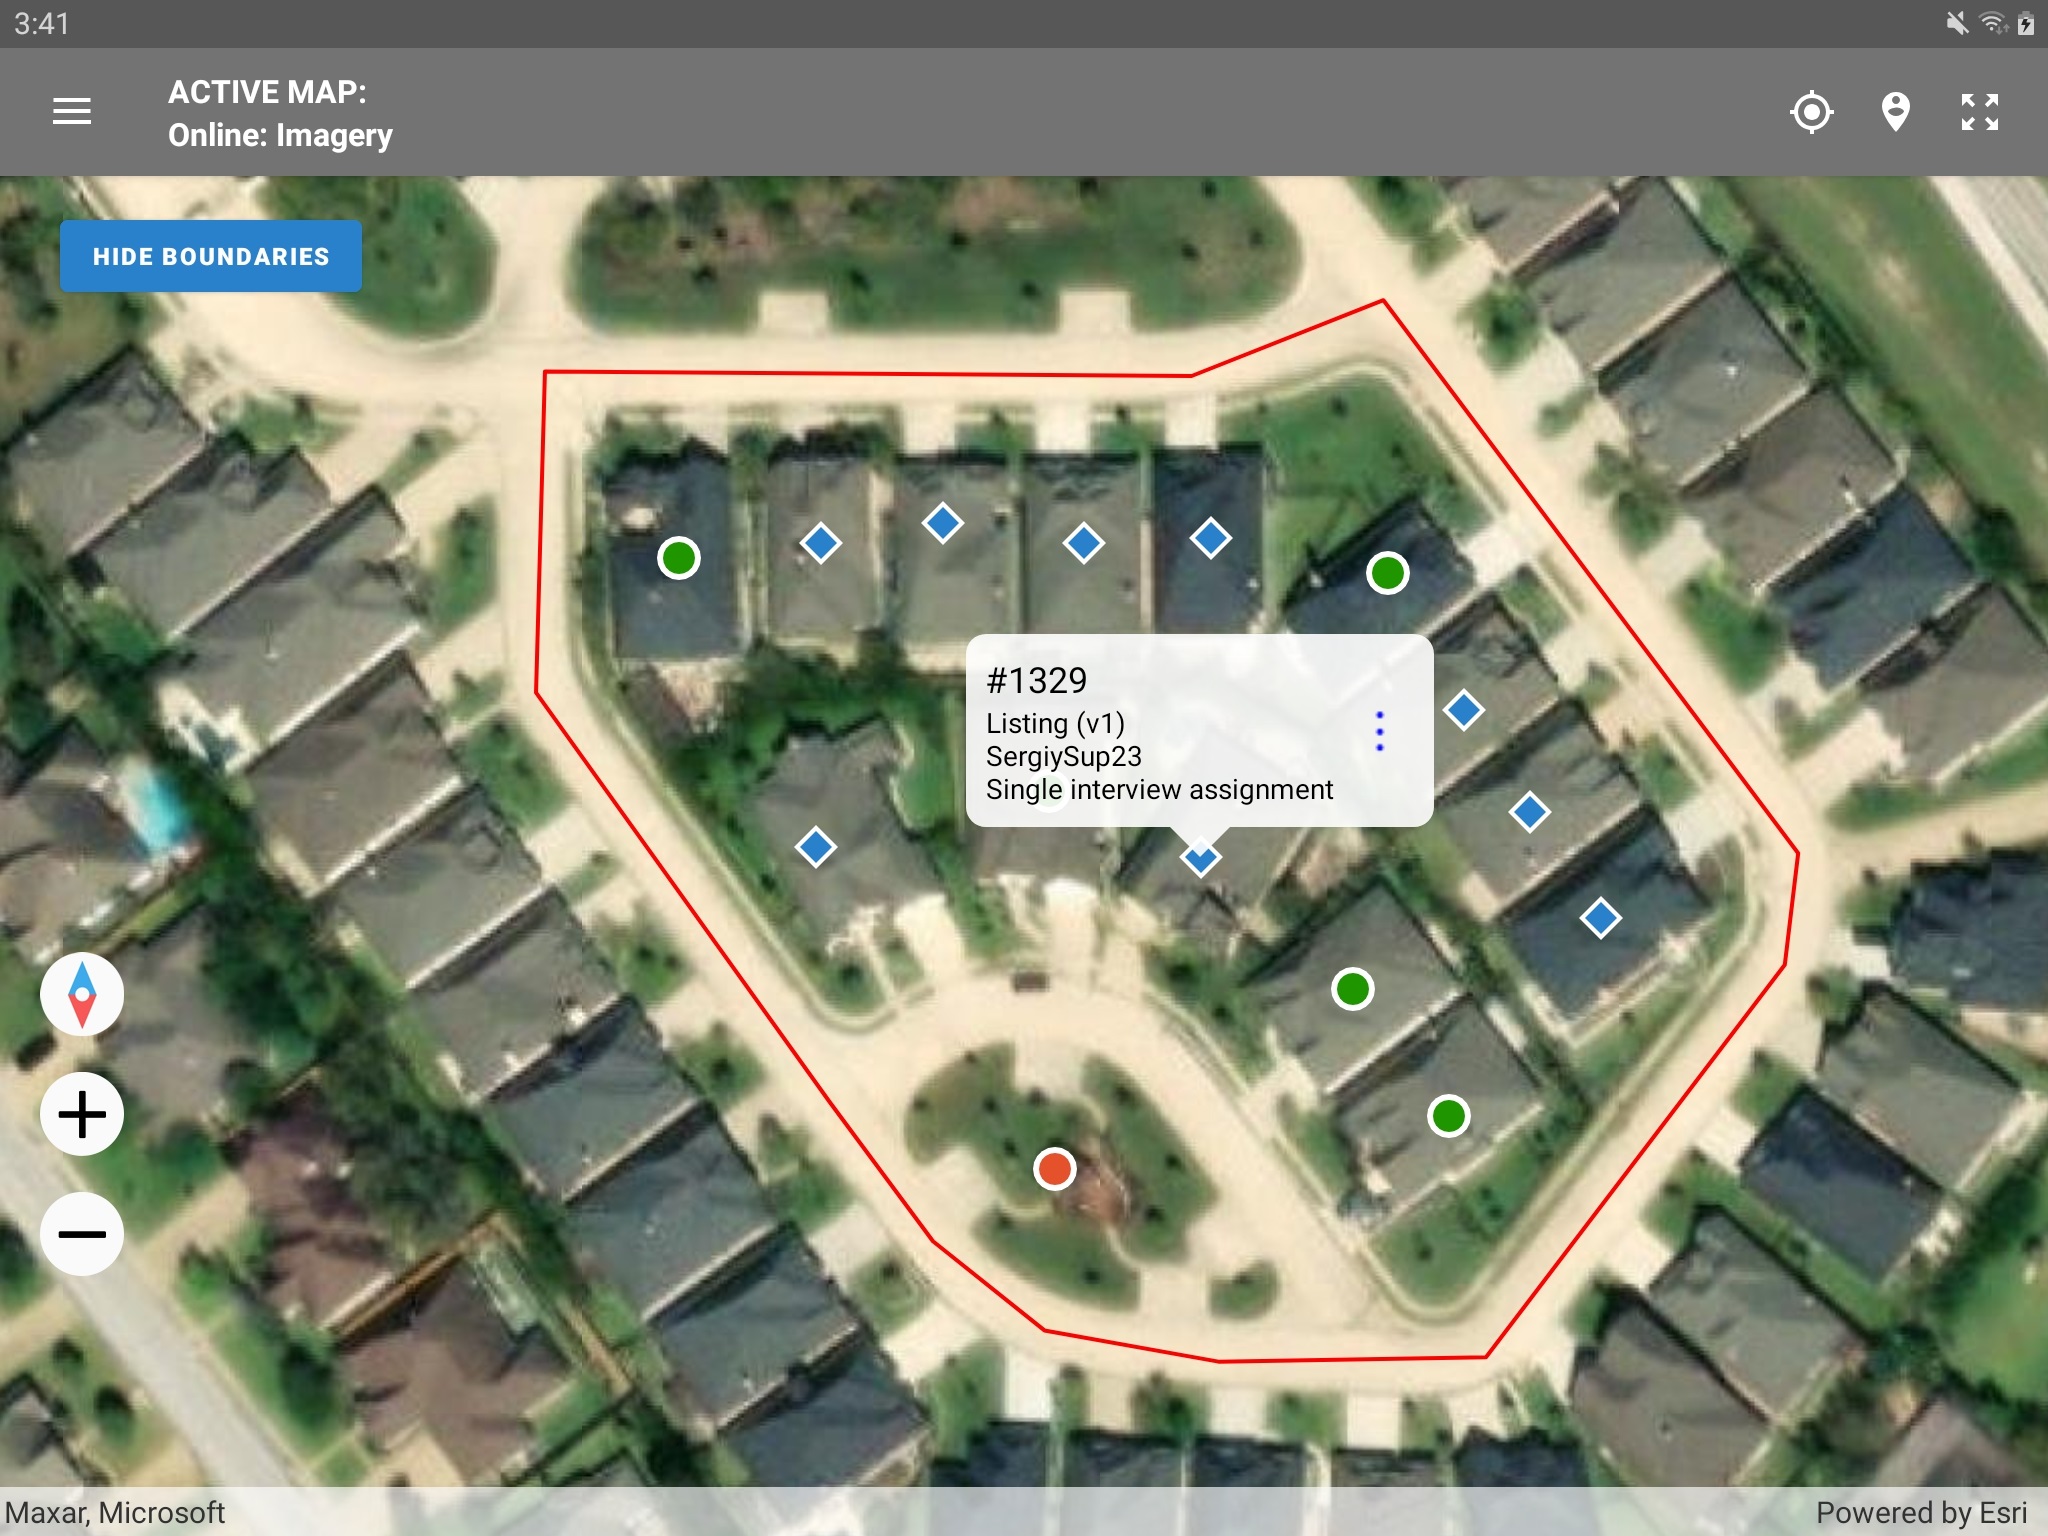 3:41
ACTIVE MAP:
Online: Imagery
HIDE BOUNDARIES
#1329
Listing (v1)
SergiySup23
Single interview assignment
Maxar, Microsoft
Powered by Esri